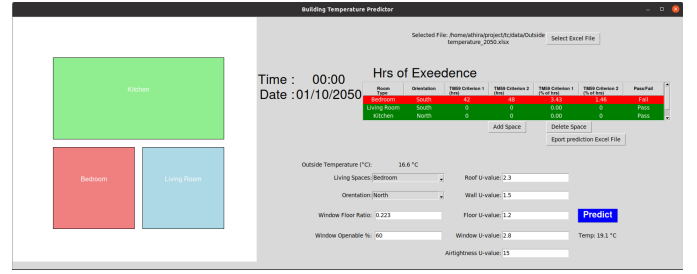 Building Temperature Predictor
Selected File: /home/athira/project/tc/data/Outside
temperature_2050.xlsx
Select Excel File
Kitchen
Bedroom
Living Room
Time : 00:00
Date :01/10/2050
Hrs of Exeedence
Room Type Orientation TM59 Criterion 1 (hrs) TM59 Criterion 2 (hrs) TM59 Criterion 1 (% of hrs) TM59 Criterion 2 (% of hrs) Pass/Fail
Bedroom South 42 48 3.43 1.46 Fail
Living Room South 0 0 0.00 0 Pass
Kitchen North 0 0 0.00 0 Pass
Add Space Delete Space
Eport prediction Excel File
Outside Temperature (°C): 16.6 °C
Living Spaces: Bedroom Roof U-value: 2.3
Orentation: North Wall U-value: 1.5
Window Floor Ratio: 0.223 Floor U-value: 1.2 Predict
Window Openable %: 60 Window U-value: 2.8 Temp: 19.1 °C
Airtightness U-value: 15